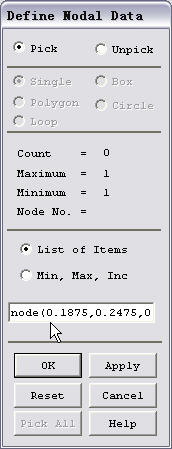 Define Nodal Data
Pick Unpick
Single Box
Polygon Circle
Loop
Count = 0
Maximum = 1
Minimum = 1
Node No. =
List of Items
Min, Max, Inc
node(0.1875,0.2475,0
OK Apply
Reset Cancel
Pick All Help